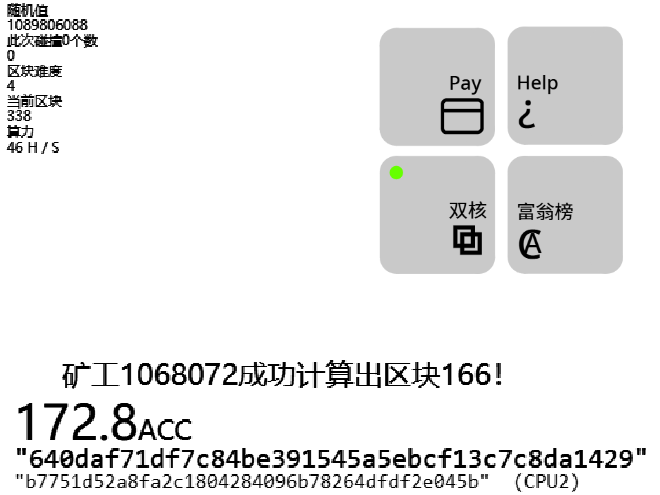 随机值
1089806088
此次碰撞0个数
0
区块难度
4
当前区块
338
算力
46 H / S
Pay
Help
双核
富翁榜
矿工1068072成功计算出区块166！
172.8ACC
"640daf71df7c84be391545a5ebcf13c7c8da1429"
"b7751d52a8fa2c1804284096b78264dfdf2e045b" (CPU2)